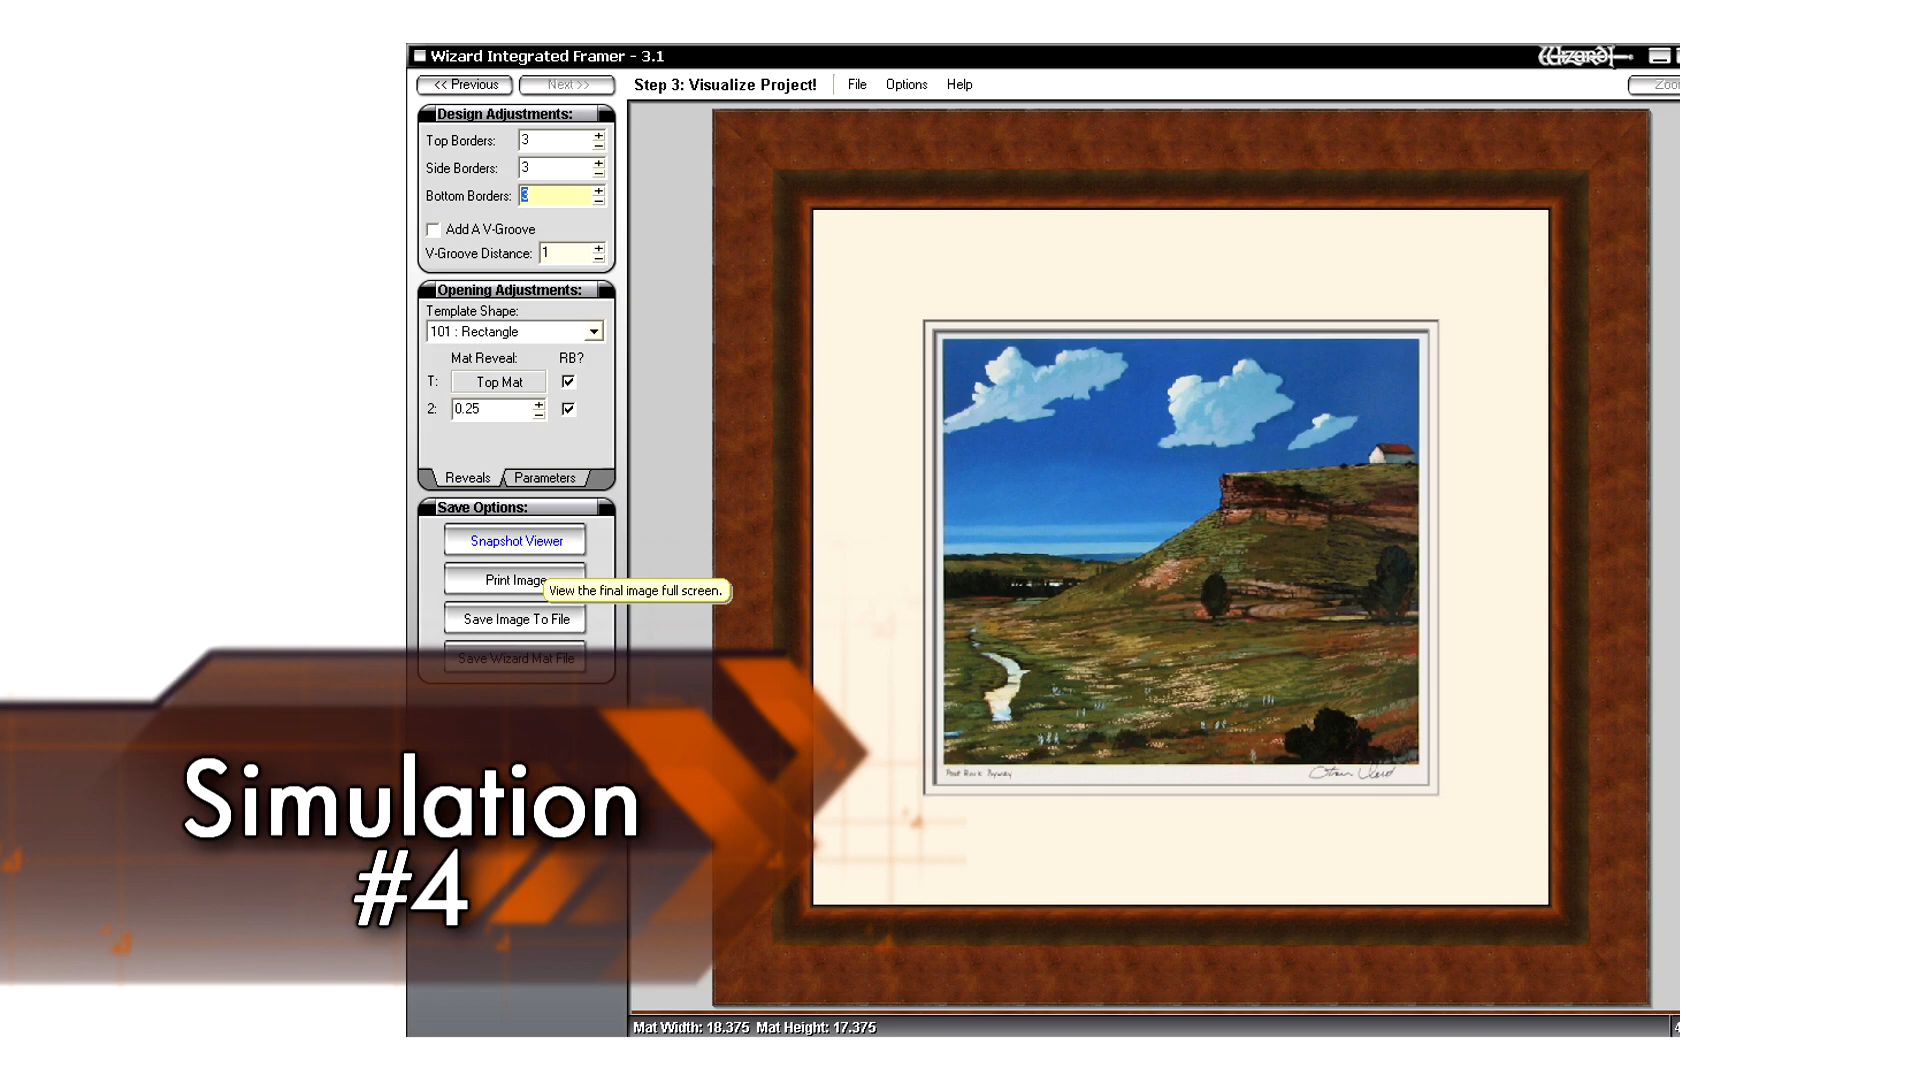 Wizard Integrated Framer - 3.1
Wizard
<< Previous
Next >>
Step 3: Visualize Project!
File
Options
Help
Design Adjustments:
Top Borders: 3
Side Borders: 3
Bottom Borders: 3
Add A V-Groove
V-Groove Distance: 1
Opening Adjustments:
Template Shape:
101 : Rectangle
Mat Reveal: RB?
T: Top Mat
2: 0.25
Reveals
Parameters
Save Options:
Snapshot Viewer
Print Image
View the final image full screen.
Save Image To File
Save Wizard Mat File
Simulation
#4
Mat Width: 18.375 Mat Height: 17.375